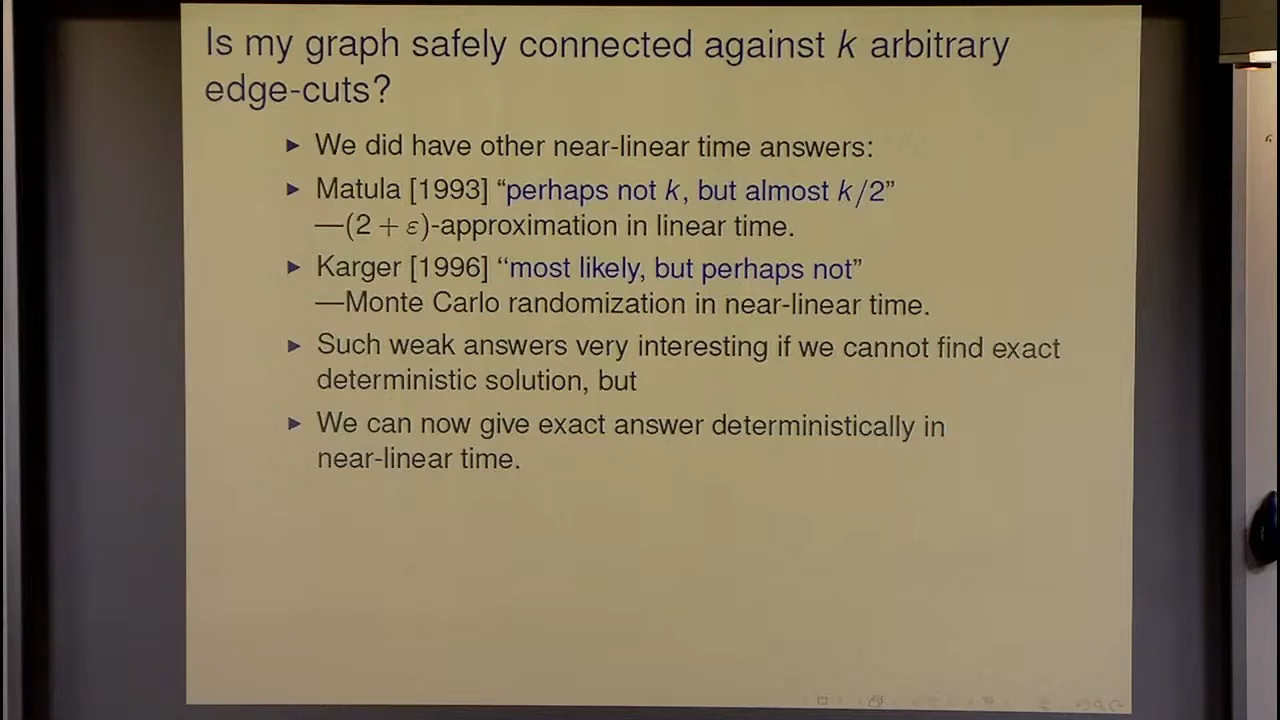 Is my graph safely connected against k arbitrary
edge-cuts?
▶ We did have other near-linear time answers:
▶ Matula [1993] “perhaps not k, but almost k/2”
—(2 + ε)-approximation in linear time.
▶ Karger [1996] “most likely, but perhaps not”
—Monte Carlo randomization in near-linear time.
▶ Such weak answers very interesting if we cannot find exact
deterministic solution, but
▶ We can now give exact answer deterministically in
near-linear time.